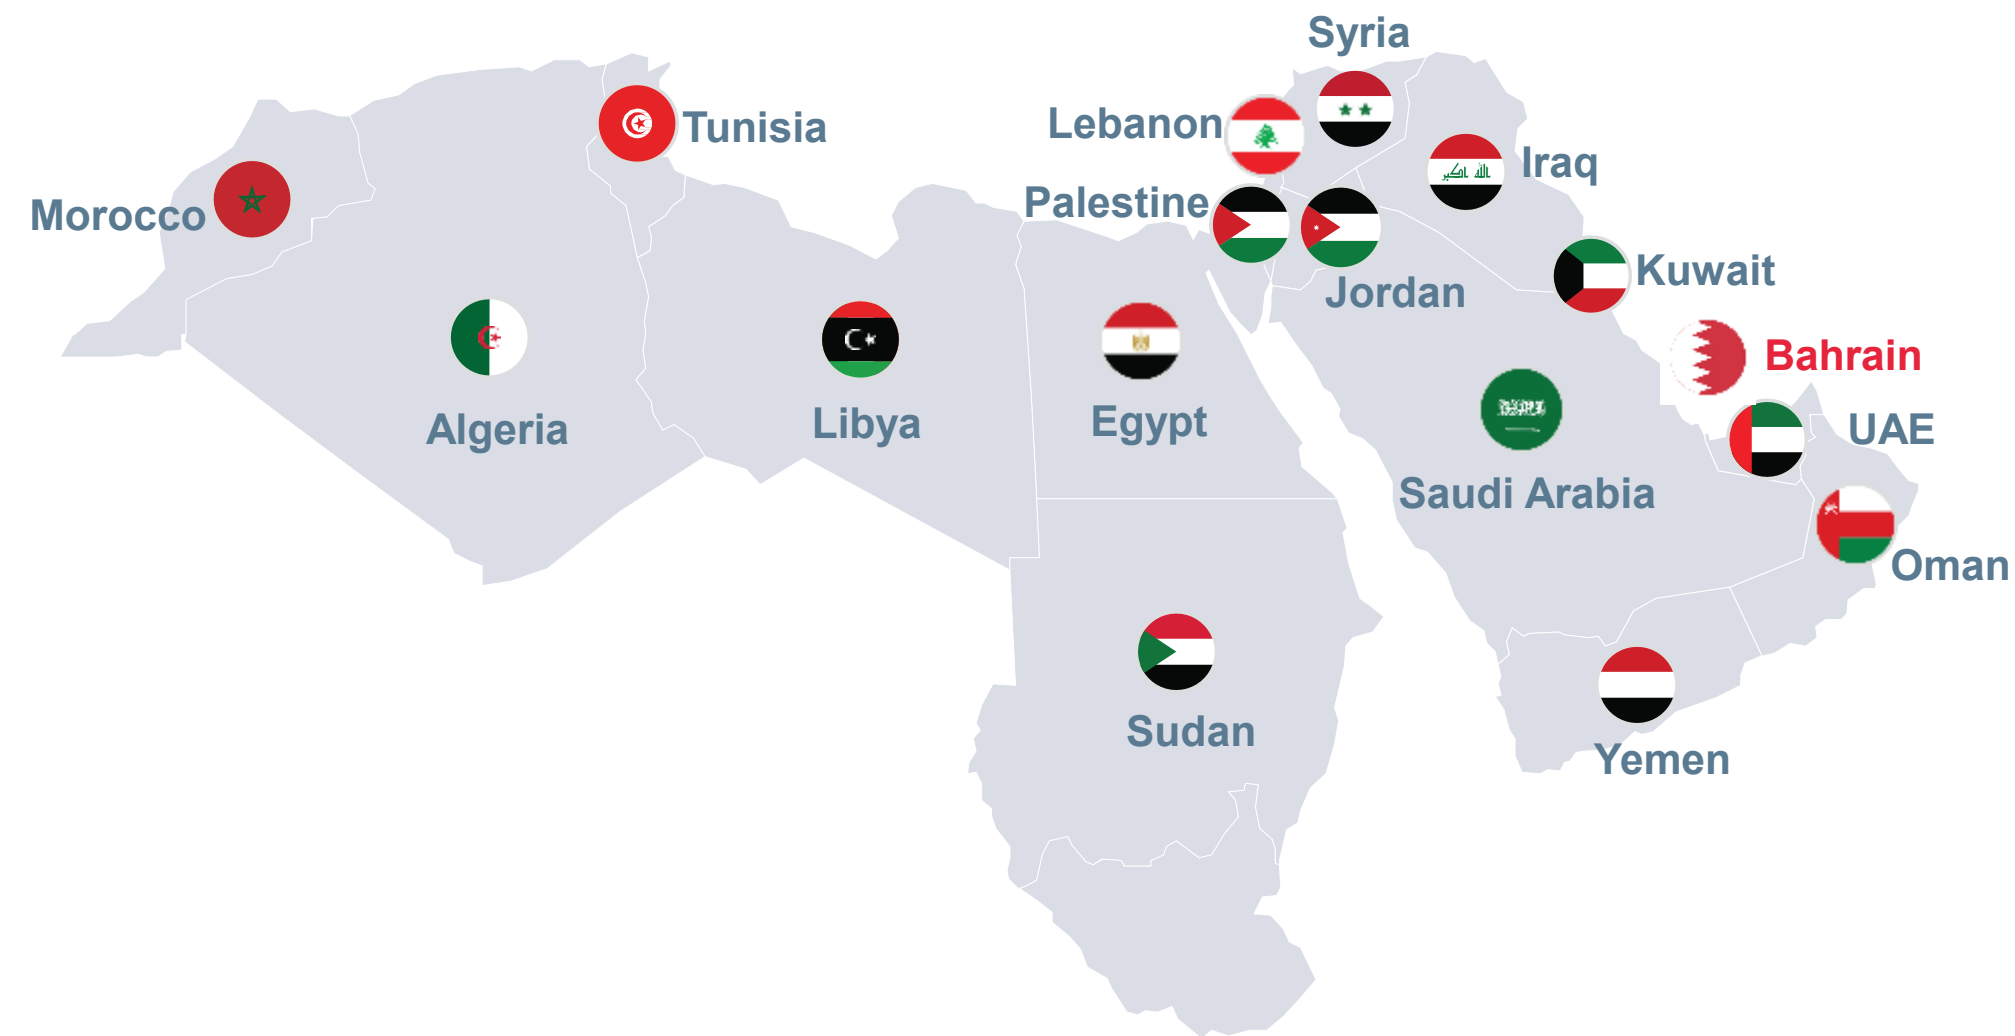 Syria
Lebanon
Tunisia
Iraq
Palestine
Morocco
Kuwait
Jordan
Bahrain
Algeria
Libya
Egypt
UAE
Saudi Arabia
Oman
Sudan
Yemen